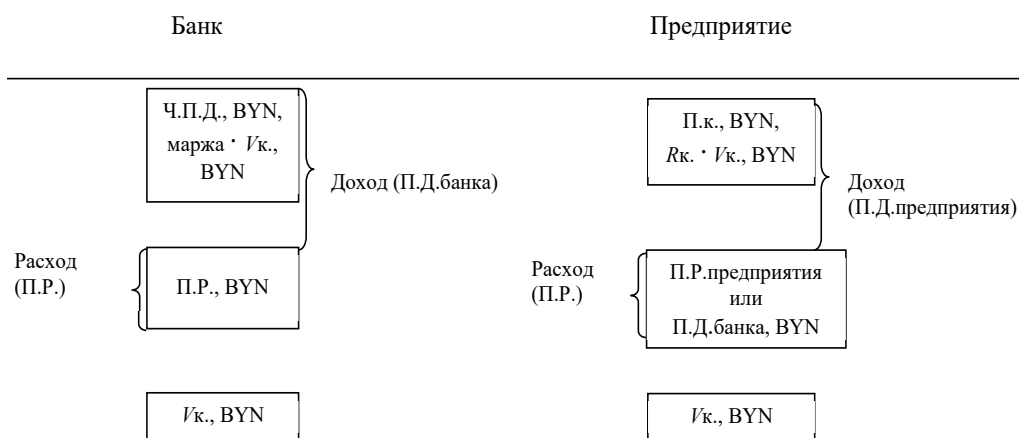 Банк
Предприятие
Ч.П.Д., BYN,
маржа · Vк.,
BYN
Доход (П.Д.банка)
Расход
(П.Р.)
П.Р., BYN
Vк., BYN
П.к., BYN,
Rк. · Vк., BYN
Доход
(П.Д.предприятия)
Расход
(П.Р.)
П.Р.предприятия
или
П.Д.банка, BYN
Vк., BYN